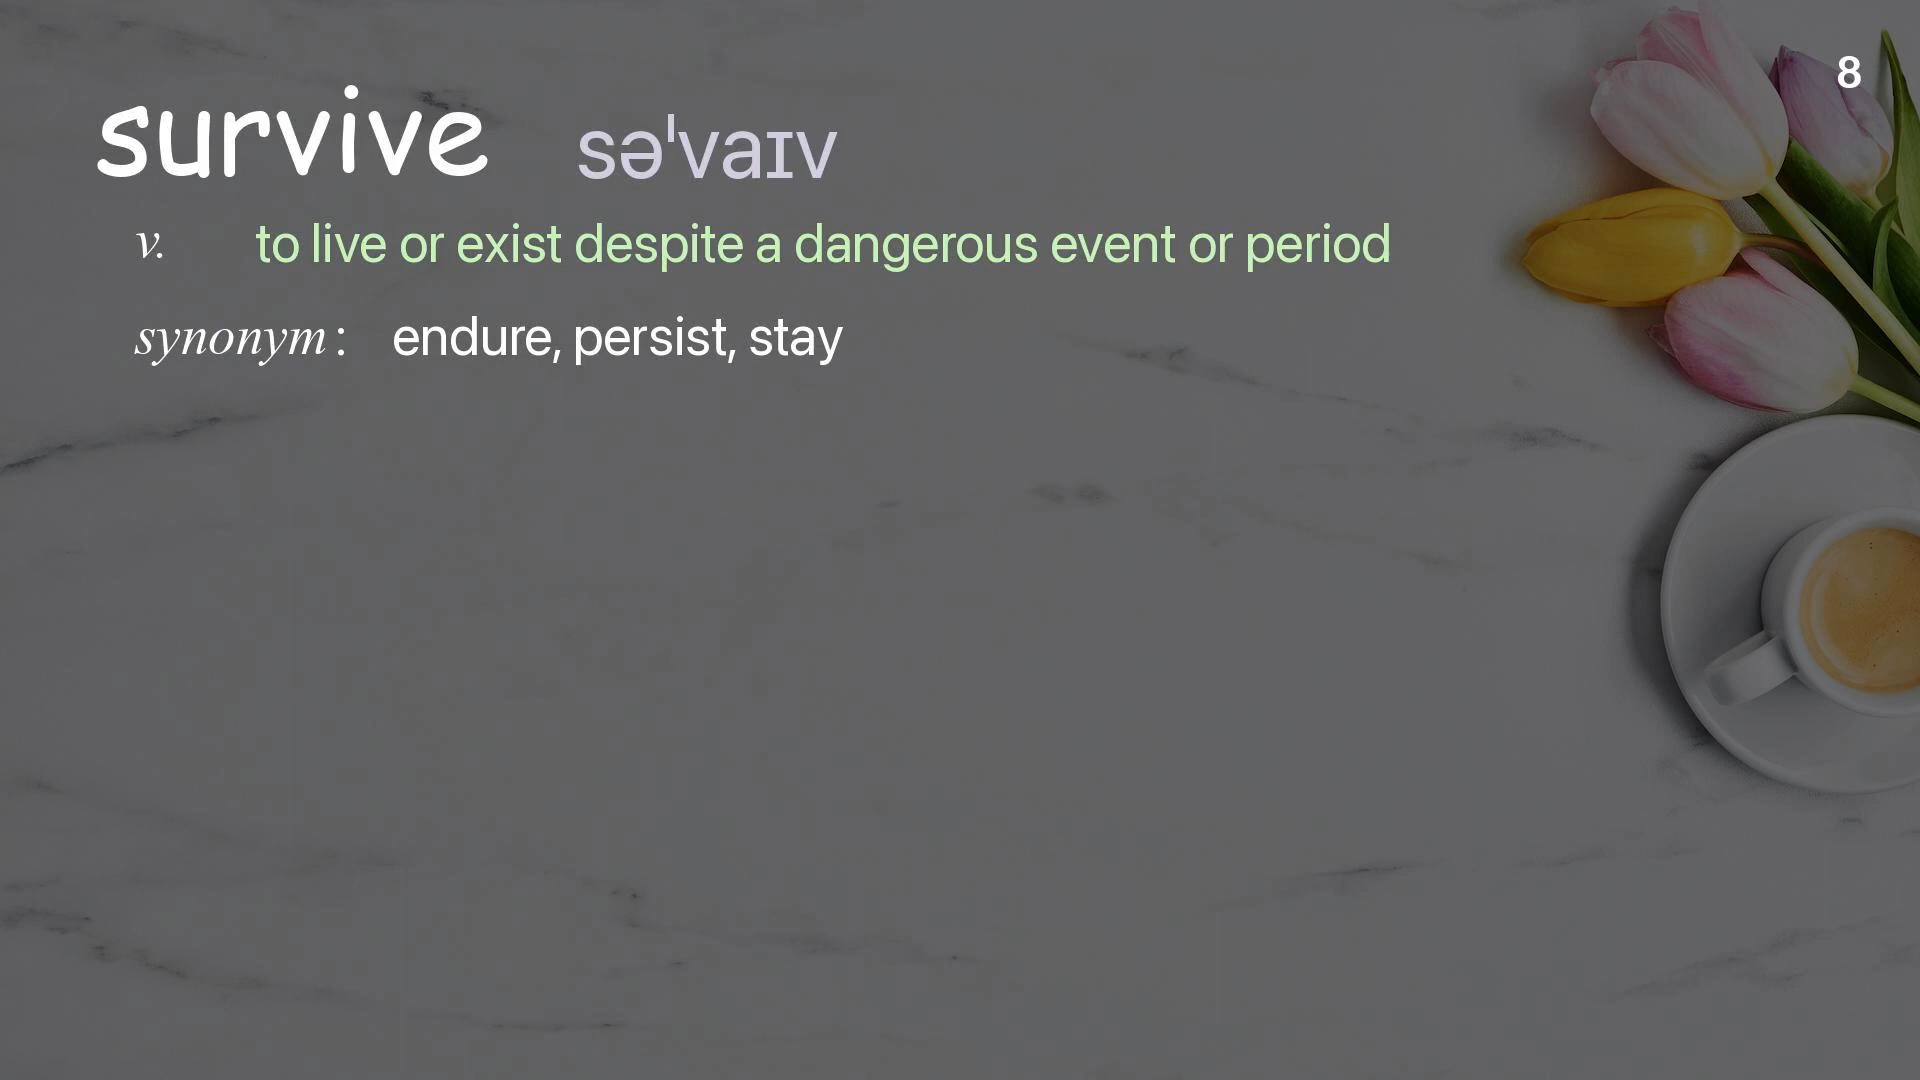 8
survive səˈvaɪv
v. to live or exist despite a dangerous event or period
synonym: endure, persist, stay